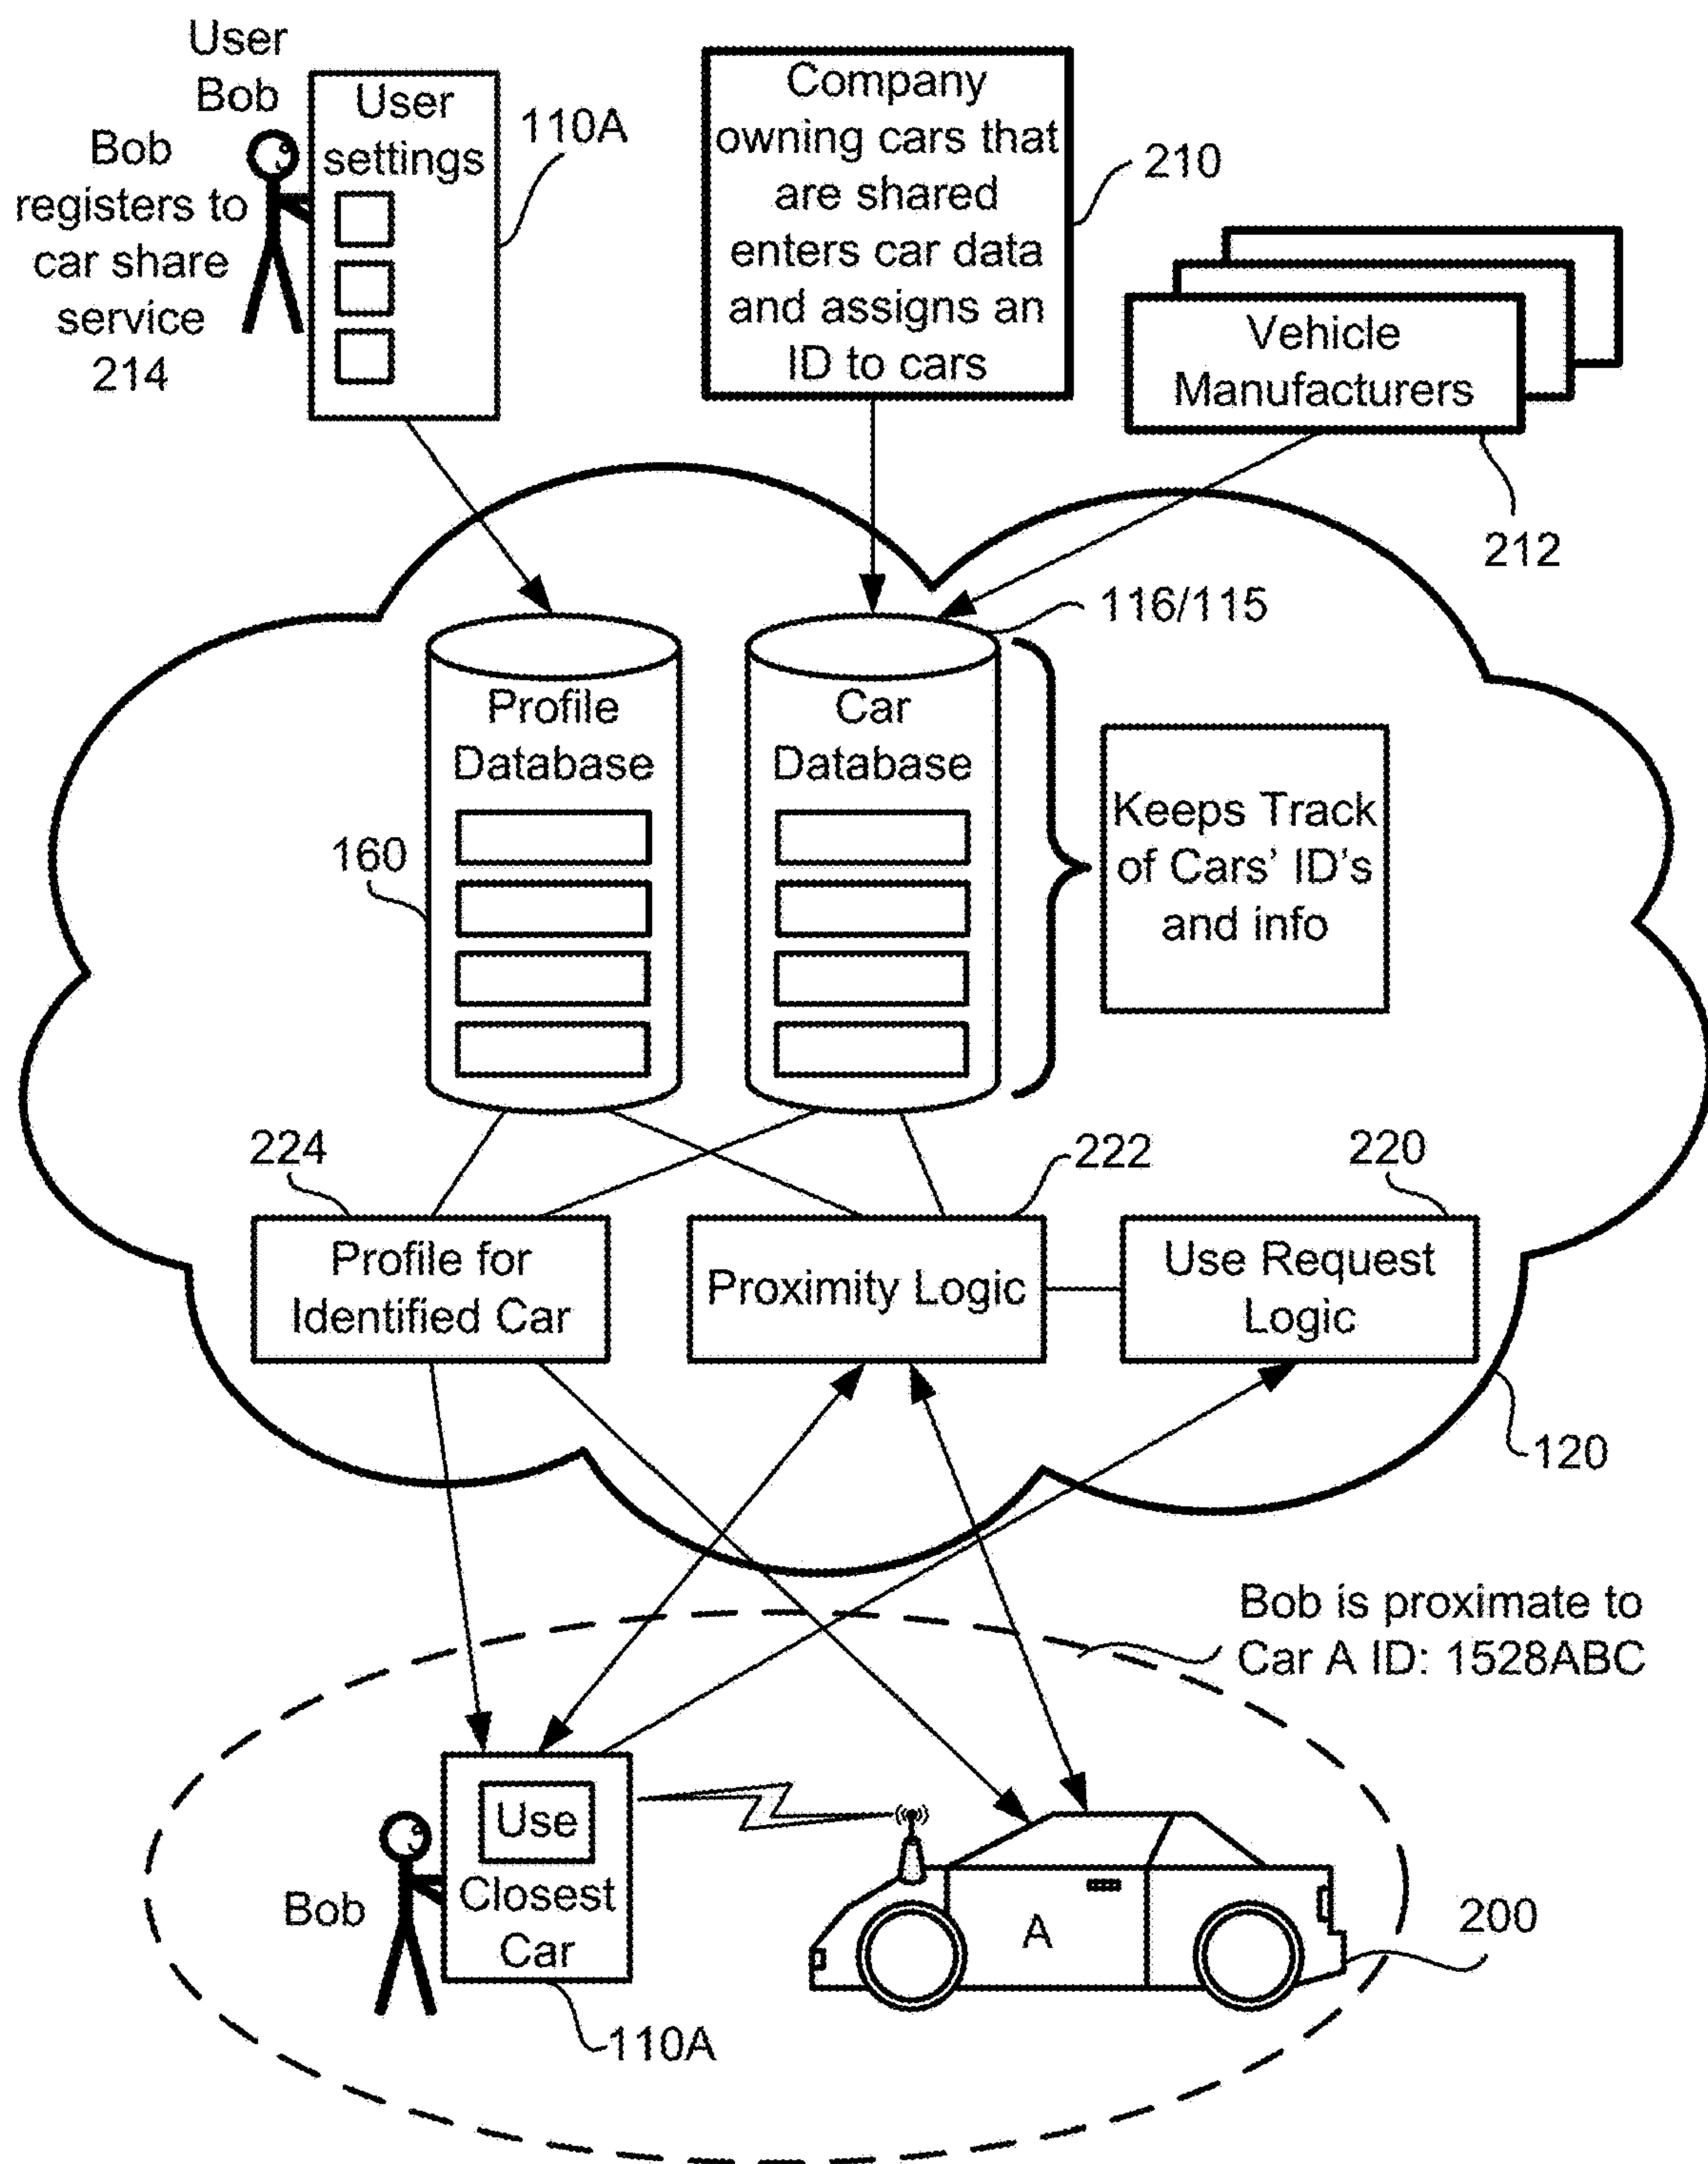 User
Bob
Bob
registers to
car share
service
214
User
settings
110A
Company
owning cars that
are shared
enters car data
and assigns an
ID to cars
210
Vehicle
Manufacturers
212
116/115
Profile
Database
Car
Database
Keeps Track
of Cars' ID's
and info
160
224
222
220
Profile for
Identified Car
Proximity Logic
Use Request
Logic
120
Bob is proximate to
Car A ID: 1528ABC
Bob
Use
Closest
Car
A
200
110A